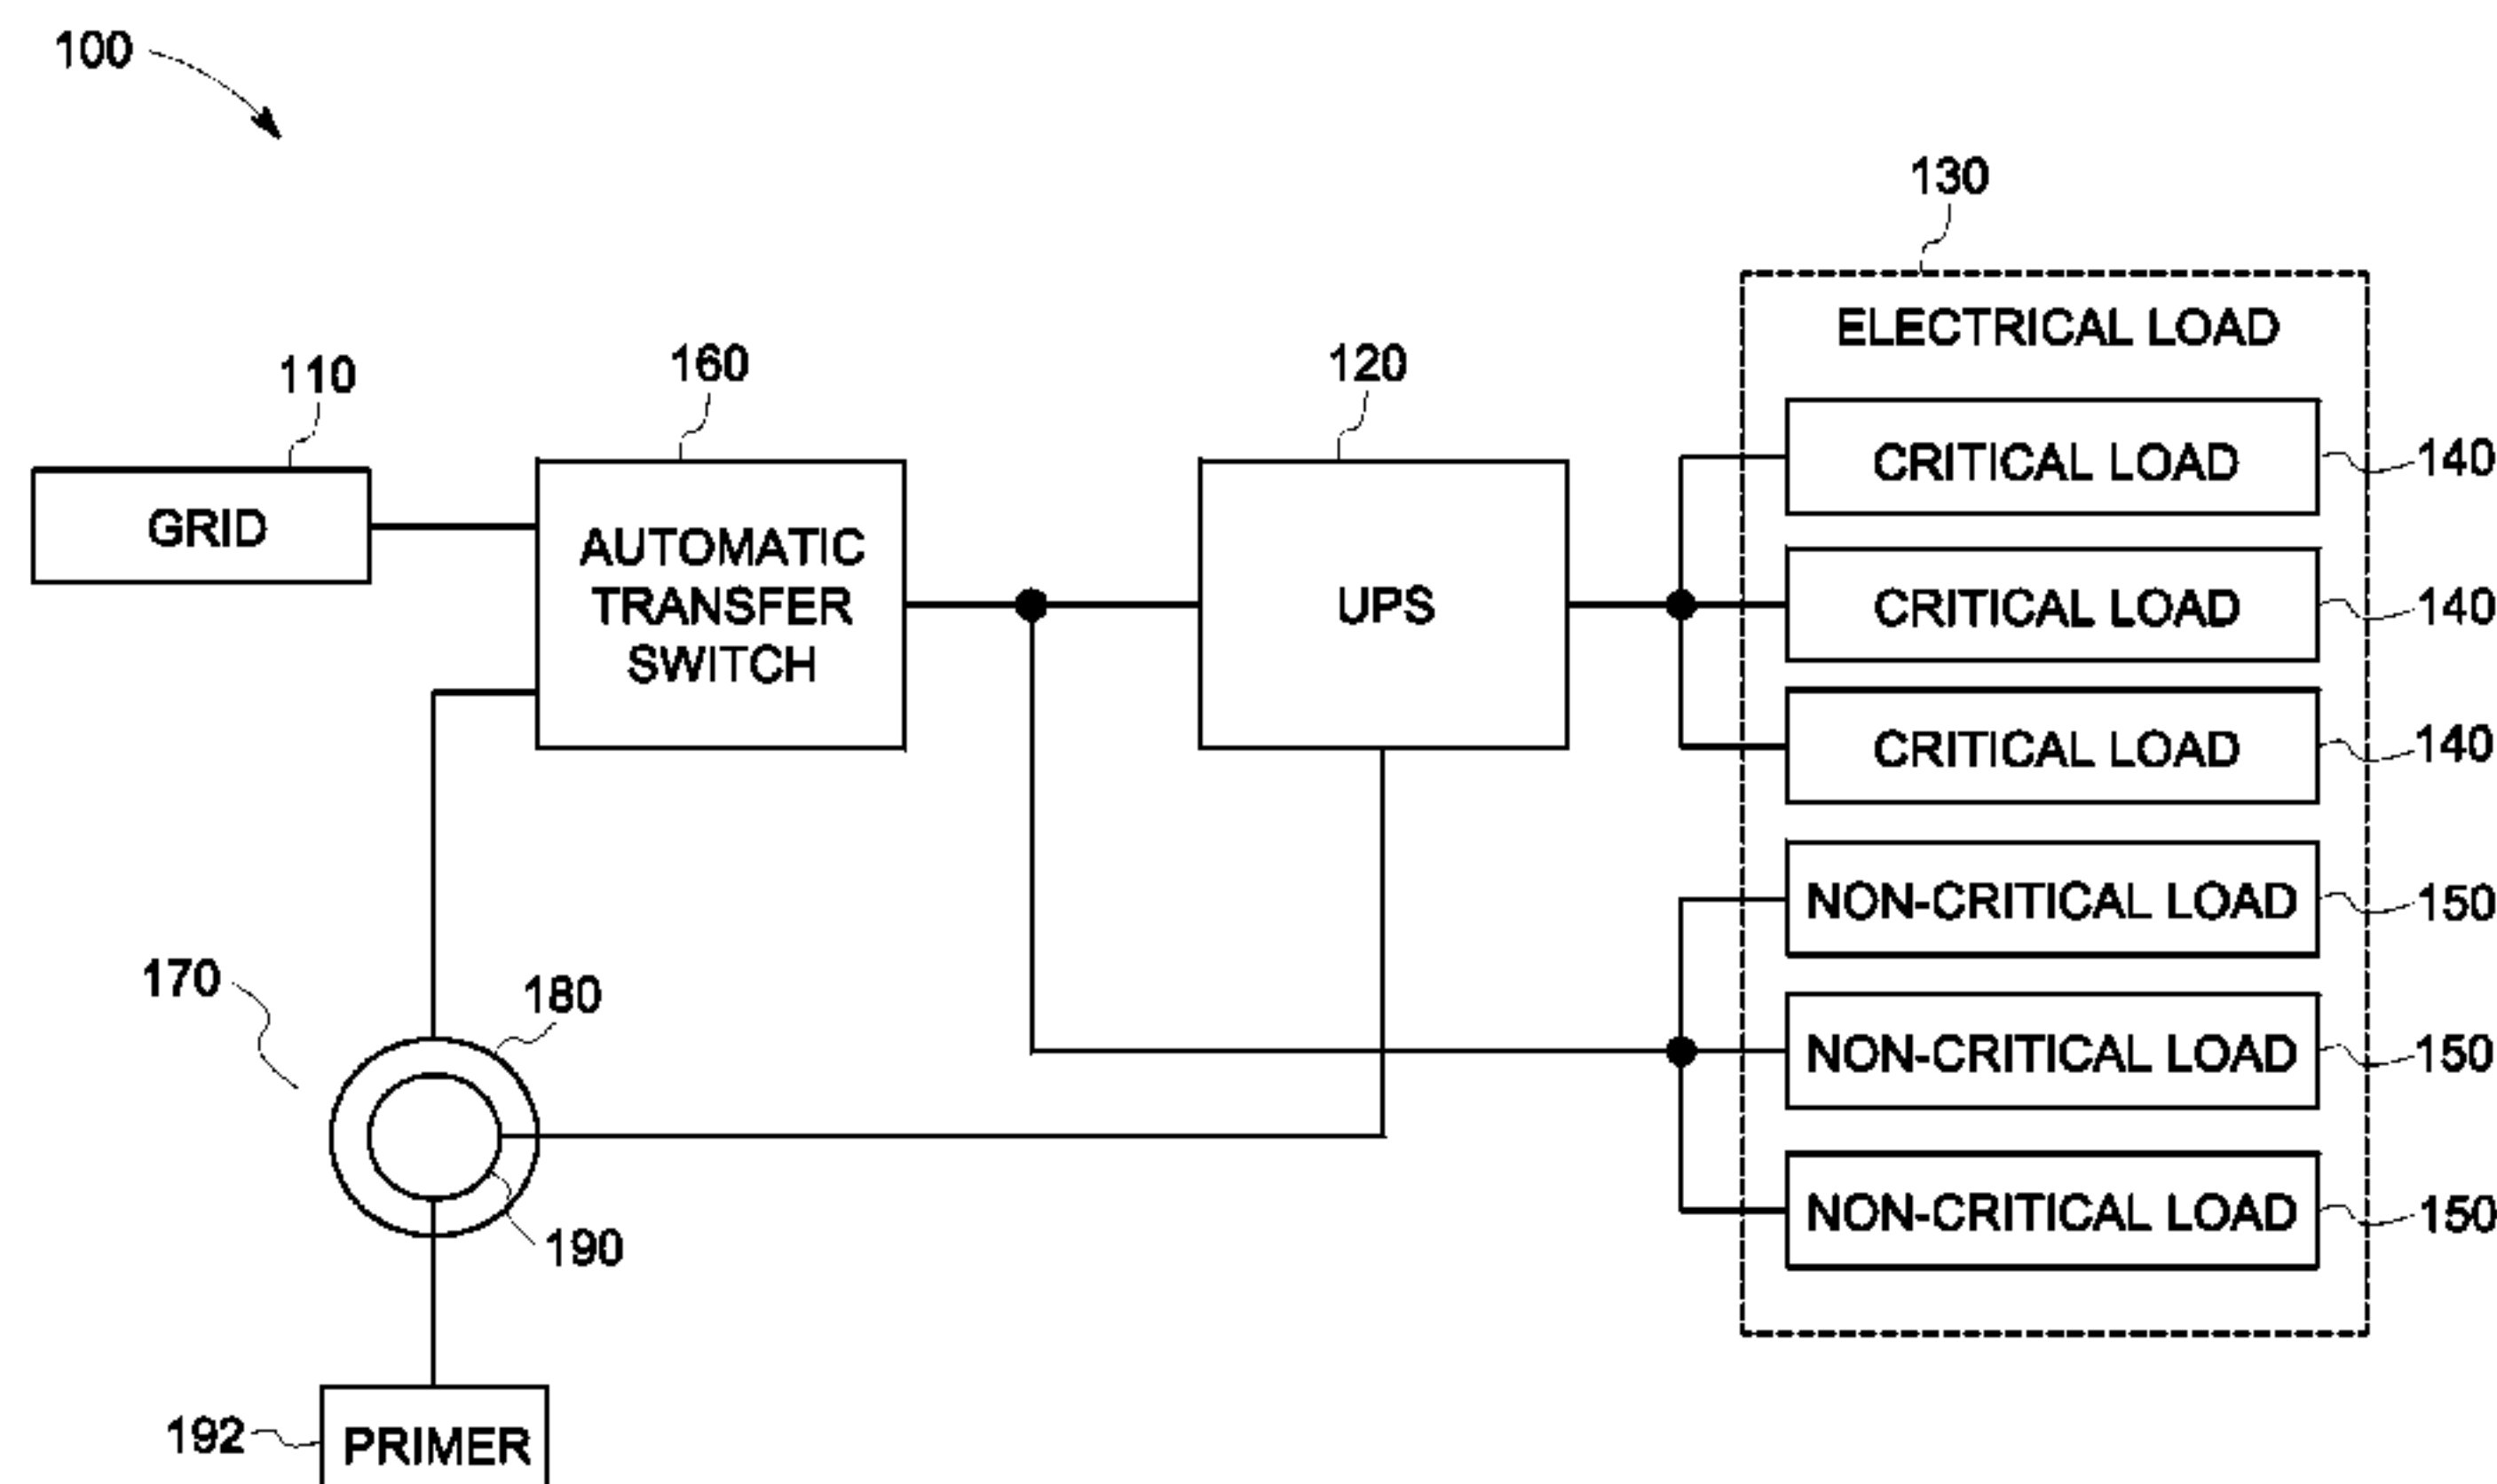 100
130
ELECTRICAL LOAD
110
160
120
GRID
AUTOMATIC
TRANSFER
SWITCH
UPS
CRITICAL LOAD
140
CRITICAL LOAD
140
CRITICAL LOAD
140
NON-CRITICAL LOAD
150
NON-CRITICAL LOAD
150
NON-CRITICAL LOAD
150
170
180
190
192
PRIMER